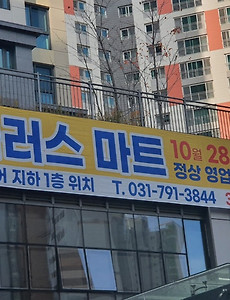 러스 마트 10월 28
정상 영업
지하 1층 위치 T. 031-791-3844